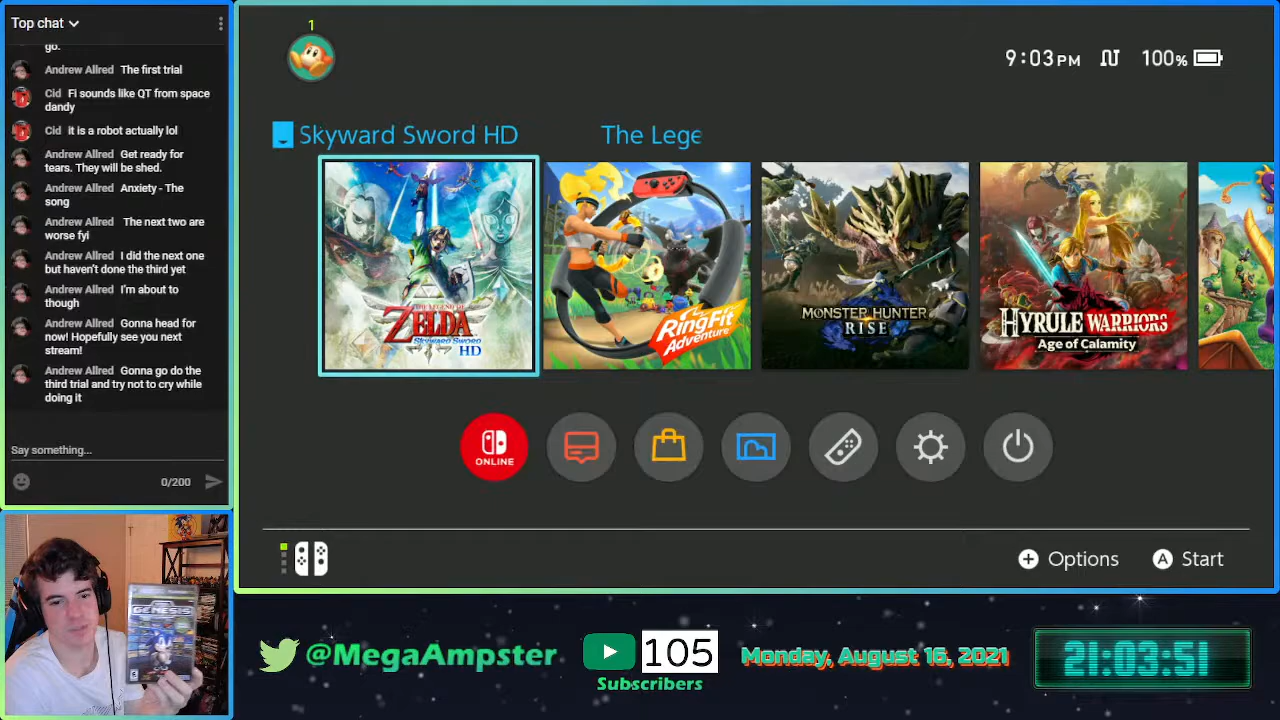 Top chat
go.
Andrew Allred The first trial
Cid Fi sounds like QT from space
dandy
Cid it is a robot actually lol
Andrew Allred Get ready for
tears. They will be shed.
Andrew Allred Anxiety - The
song
Andrew Allred The next two are
worse fyi
Andrew Allred I did the next one
but haven't done the third yet
Andrew Allred I'm about to
though
Andrew Allred Gonna head for
now! Hopefully see you next
stream!
Andrew Allred Gonna go do the
third trial and try not to cry while
doing it
Say something...
0/200
1
9:03 PM 100%
Skyward Sword HD The Lege
THE LEGEND OF
ZELDA
SKYWARD SWORD
HD
RingFit
Adventure
MONSTER HUNTER
RISE
HYRULE WARRIORS
Age of Calamity
ONLINE
+ Options A Start
GENESIS
@MegaAmpster
105
Subscribers
Monday, August 16, 2021
21:03:51